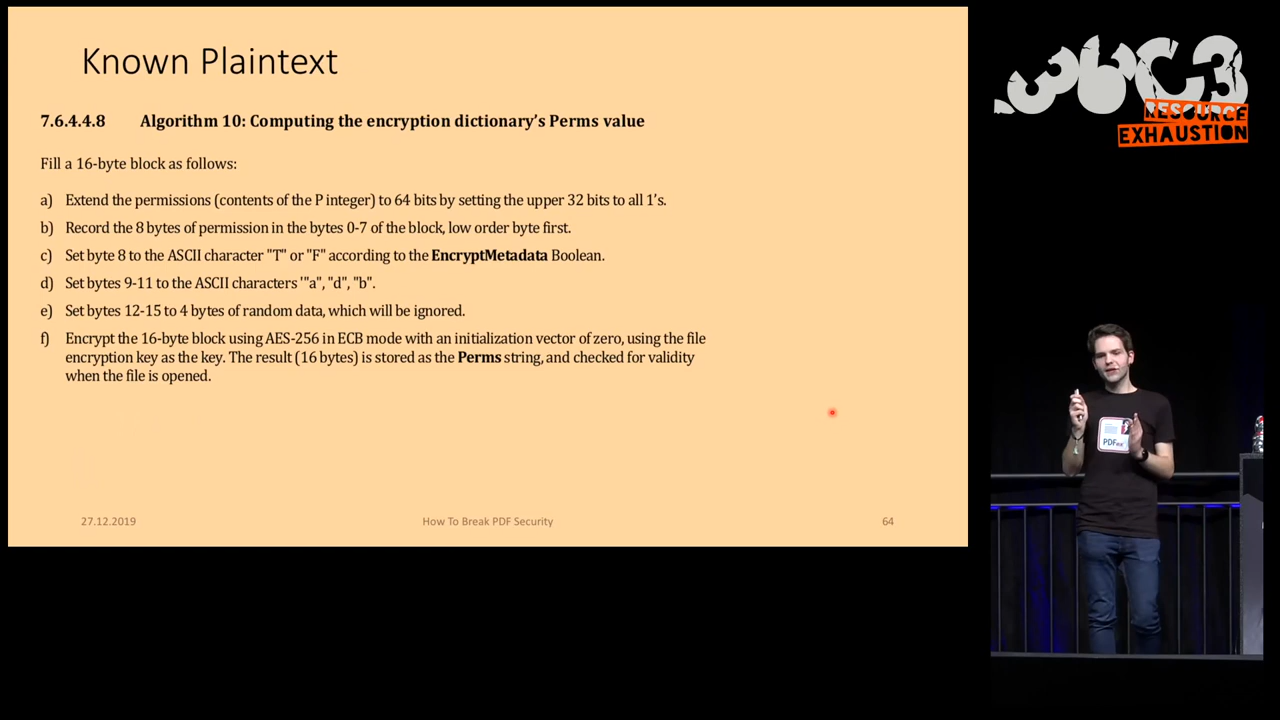 Known Plaintext
7.6.4.4.8 Algorithm 10: Computing the encryption dictionary's Perms value
Fill a 16-byte block as follows:
a) Extend the permissions (contents of the P integer) to 64 bits by setting the upper 32 bits to all 1's.
b) Record the 8 bytes of permission in the bytes 0-7 of the block, low order byte first.
c) Set byte 8 to the ASCII character "T" or "F" according to the EncryptMetadata Boolean.
d) Set bytes 9-11 to the ASCII characters '"a", "d", "b".
e) Set bytes 12-15 to 4 bytes of random data, which will be ignored.
f) Encrypt the 16-byte block using AES-256 in ECB mode with an initialization vector of zero, using the file
encryption key as the key. The result (16 bytes) is stored as the Perms string, and checked for validity
when the file is opened.
27.12.2019 How To Break PDF Security 64
36C3
RESOURCE
EXHAUSTION
PDF